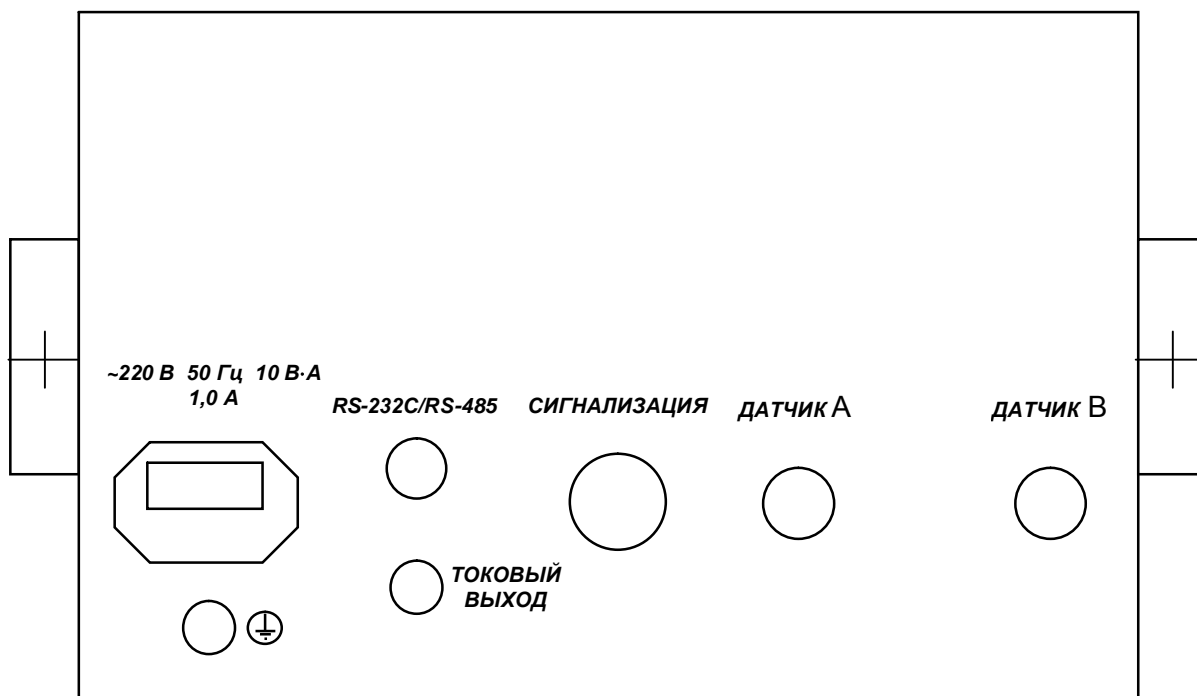 ~220 В 50 Гц 10 В·А
1,0 А
RS-232C/RS-485
СИГНАЛИЗАЦИЯ
ДАТЧИК А
ДАТЧИК В
ТОКОВЫЙ
ВЫХОД